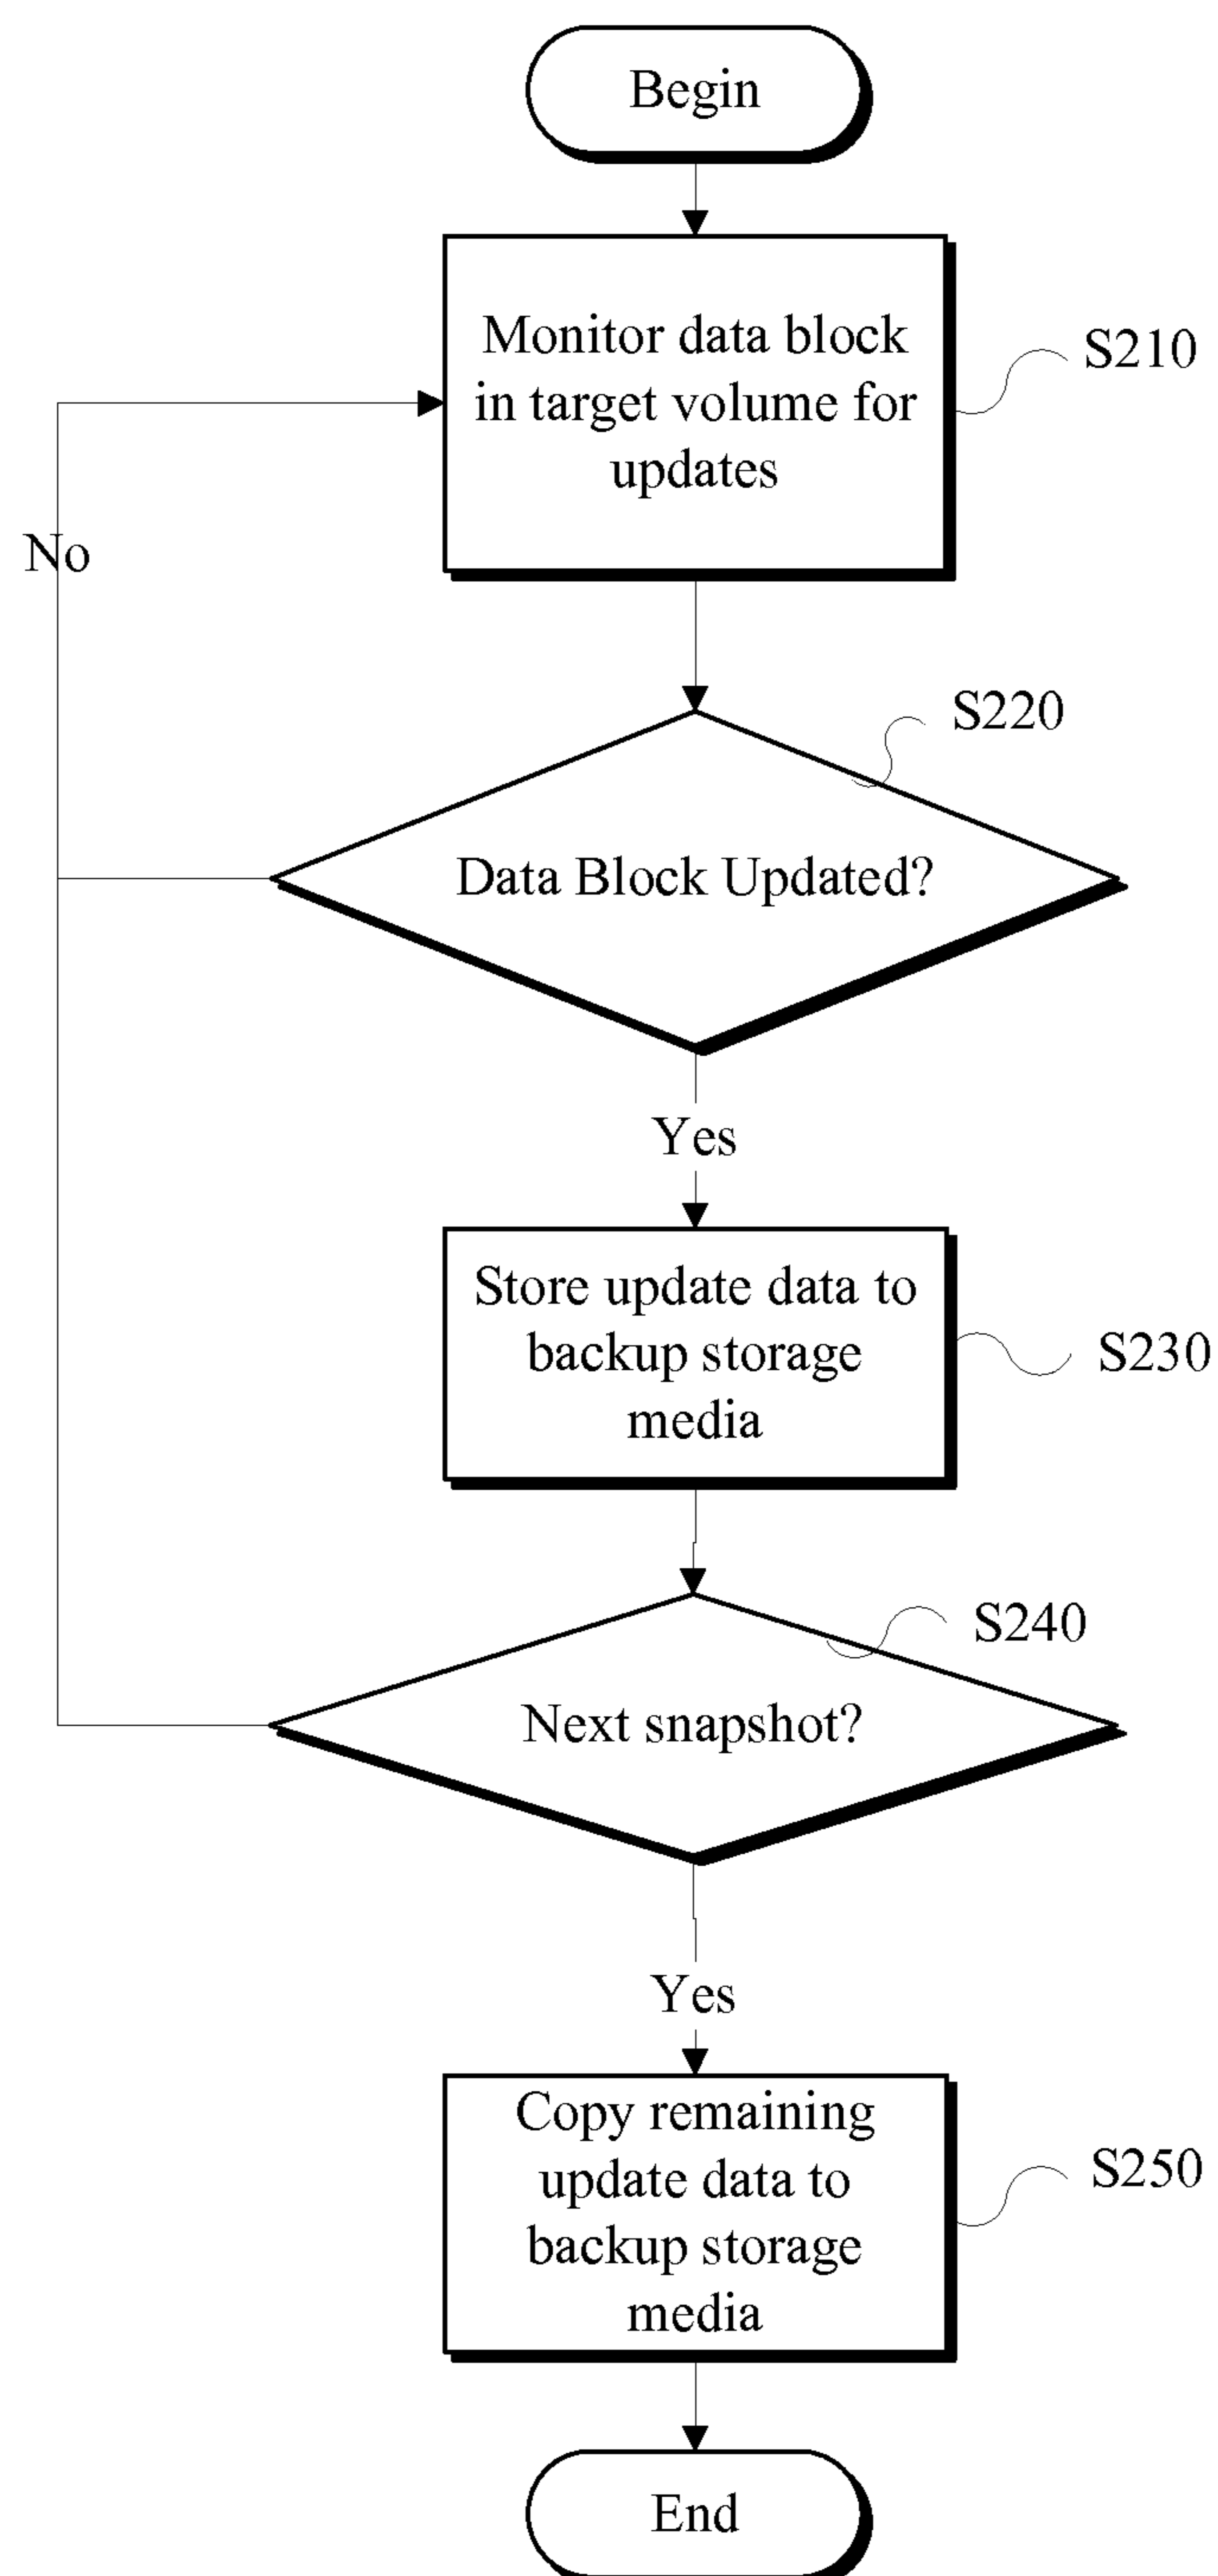 Begin
Monitor data block
in target volume for
updates
S210
No
S220
Data Block Updated?
Yes
Store update data to
backup storage
media
S230
S240
Next snapshot?
Yes
Copy remaining
update data to
backup storage
media
S250
End